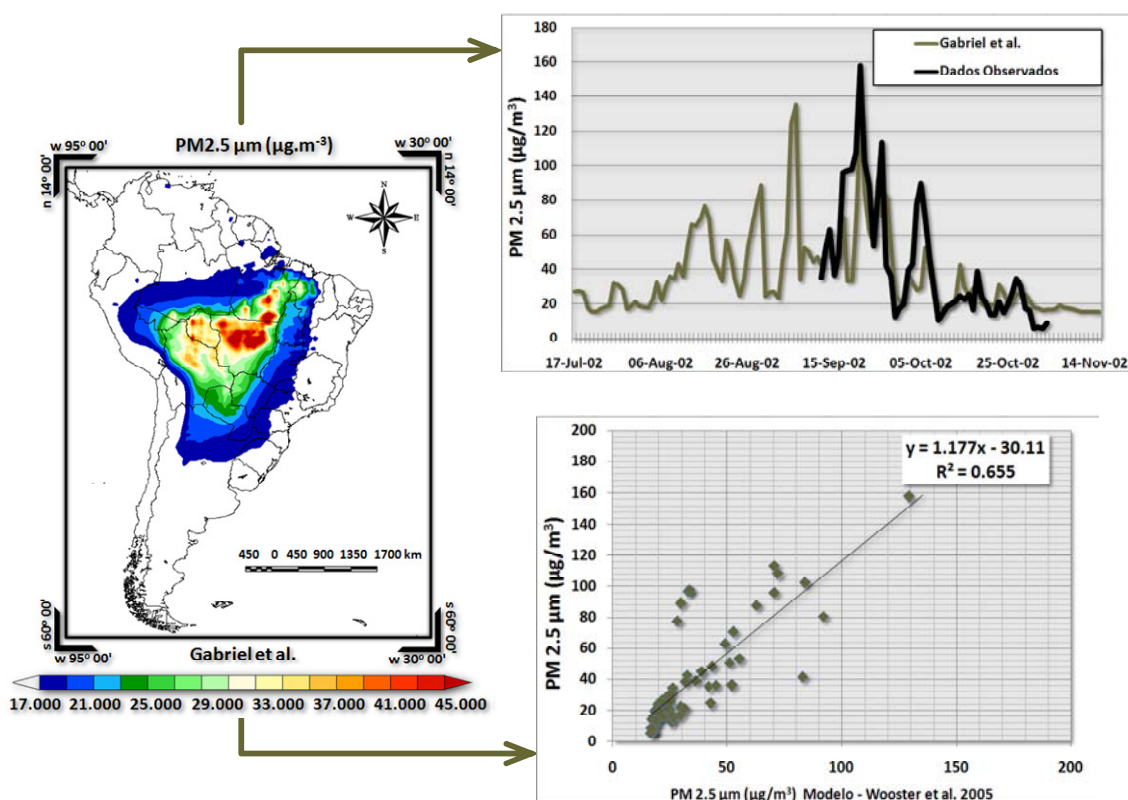 PM2.5 µm (µg.m⁻³)
w 95º 00'
w 30º 00'
n 14º 00'
n 14º 00'
N
W
E
S
450 0 450 900 1350 1700 km
s 60º 00'
s 60º 00'
w 95º 00'
Gabriel et al.
w 30º 00'
17.000 21.000 25.000 29.000 33.000 37.000 41.000 45.000
PM 2.5 µm (µg/m³)
180
160
140
120
100
80
60
40
20
0
Gabriel et al.
Dados Observados
17-Jul-02 06-Aug-02 26-Aug-02 15-Sep-02 05-Oct-02 25-Oct-02 14-Nov-02
PM 2.5 µm (µg/m³)
200
180
160
140
120
100
80
60
40
20
0
y = 1.177x - 30.11
R² = 0.655
0 50 100 150 200
PM 2.5 µm (µg/m³) Modelo - Wooster et al. 2005